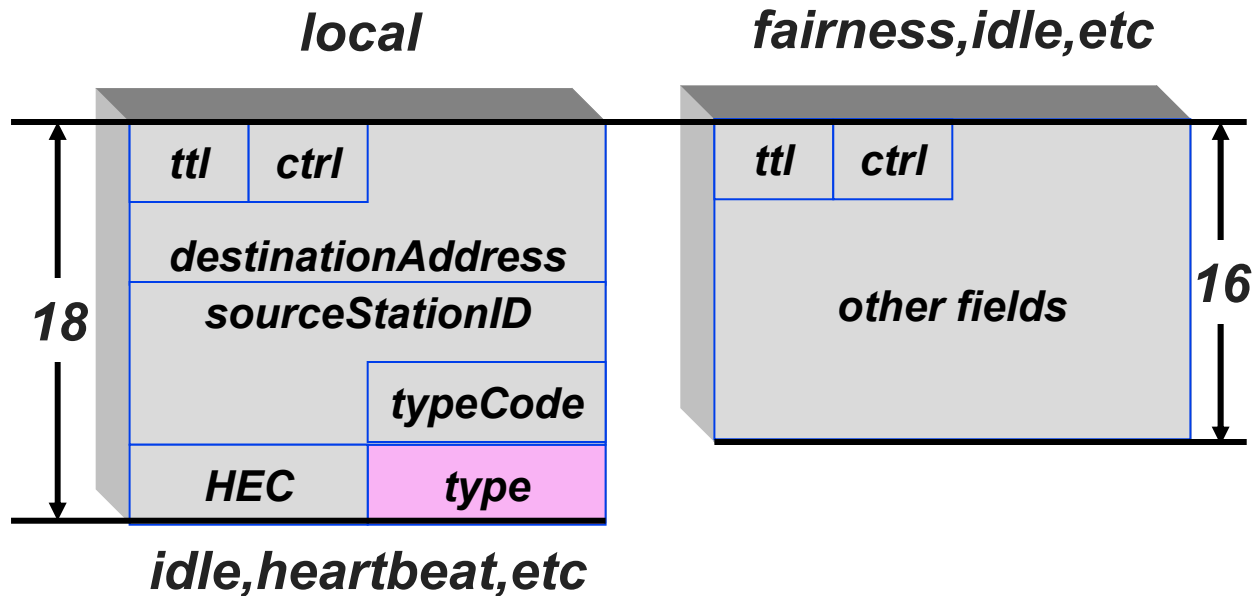 local
fairness,idle,etc
ttl ctrl
ttl ctrl
destinationAddress
sourceStationID
other fields
18
16
typeCode
HEC type
idle,heartbeat,etc